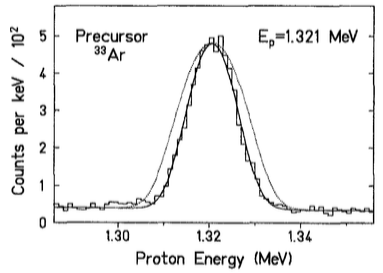 Counts per keV / 10²
5
4
3
2
1
0
Precursor
³³Ar
Eₚ=1.321 MeV
1.30
1.32
1.34
Proton Energy (MeV)